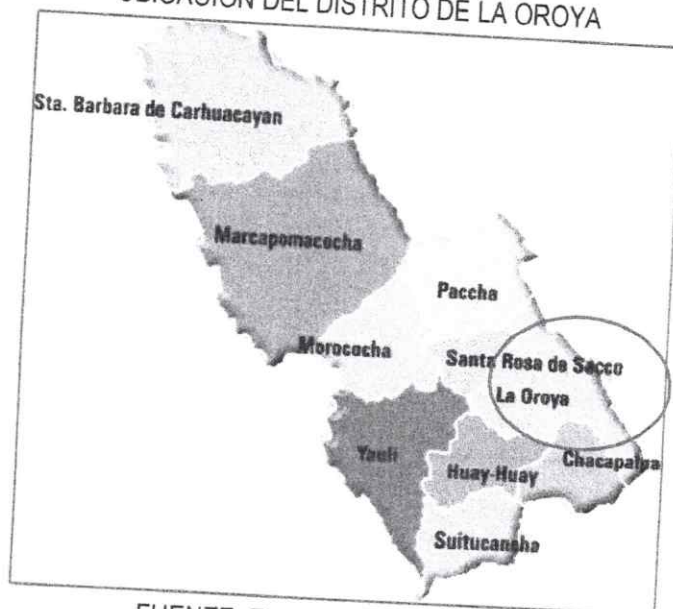 UBICACIÓN DEL DISTRITO DE LA OROYA
Sta. Barbara de Carhuacayan
Marcapomacocha
Paccha
Morococha
Santa Rosa de Sacco
La Oroya
Yauli
Huay-Huay
Chacapalpa
Suitucancha
FUENTE